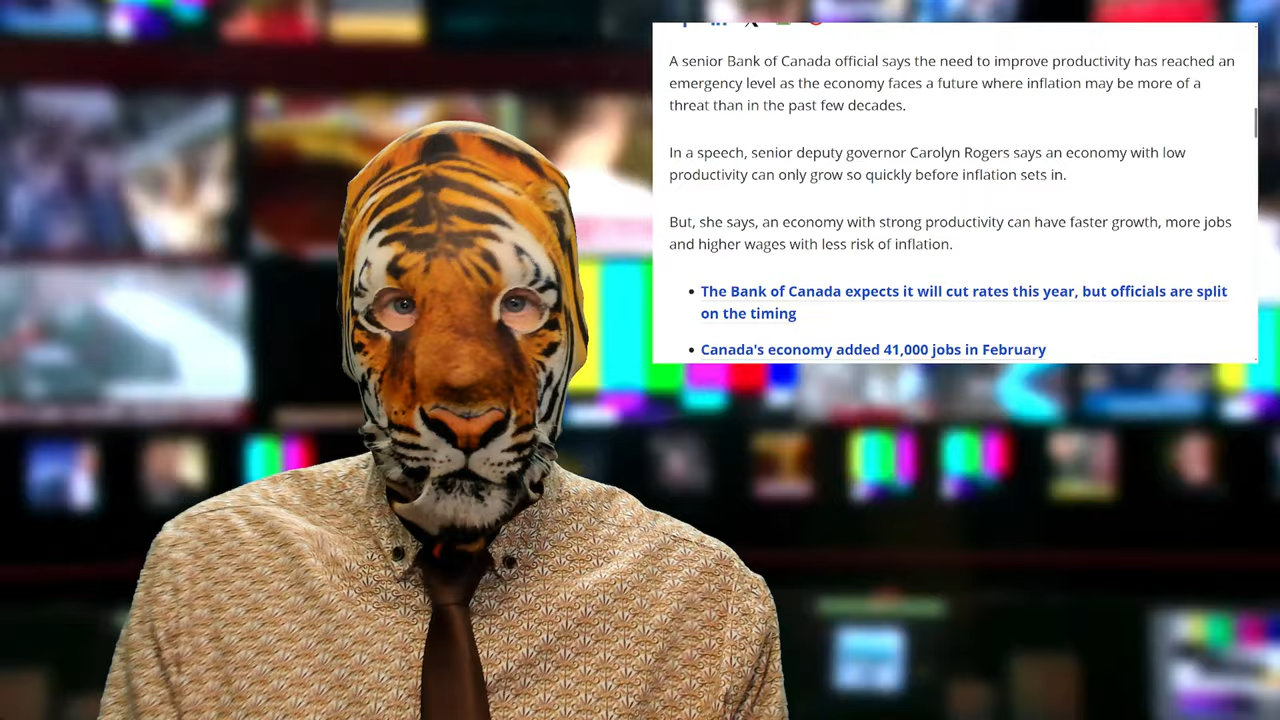 A senior Bank of Canada official says the need to improve productivity has reached an
emergency level as the economy faces a future where inflation may be more of a
threat than in the past few decades.
In a speech, senior deputy governor Carolyn Rogers says an economy with low
productivity can only grow so quickly before inflation sets in.
But, she says, an economy with strong productivity can have faster growth, more jobs
and higher wages with less risk of inflation.
The Bank of Canada expects it will cut rates this year, but officials are split
on the timing
Canada's economy added 41,000 jobs in February